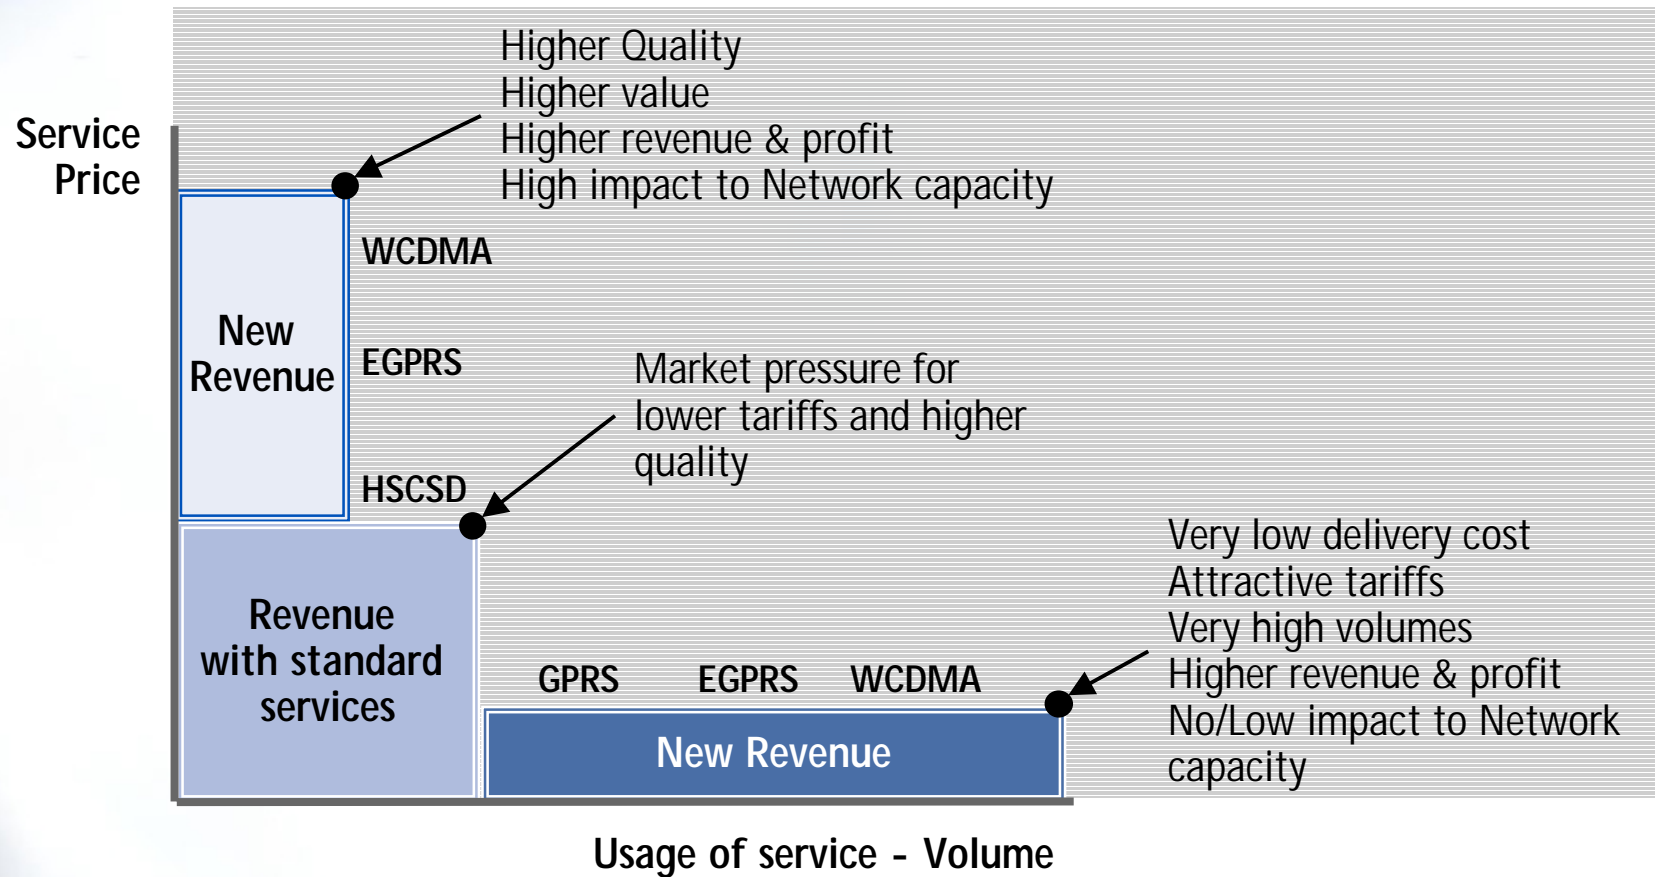 Higher Quality
Higher value
Higher revenue & profit
High impact to Network capacity
Service
Price
WCDMA
New
Revenue
EGPRS
Market pressure for
lower tariffs and higher
quality
HSCSD
Very low delivery cost
Attractive tariffs
Very high volumes
Higher revenue & profit
No/Low impact to Network
capacity
Revenue
with standard
services
GPRS EGPRS WCDMA
New Revenue
Usage of service - Volume